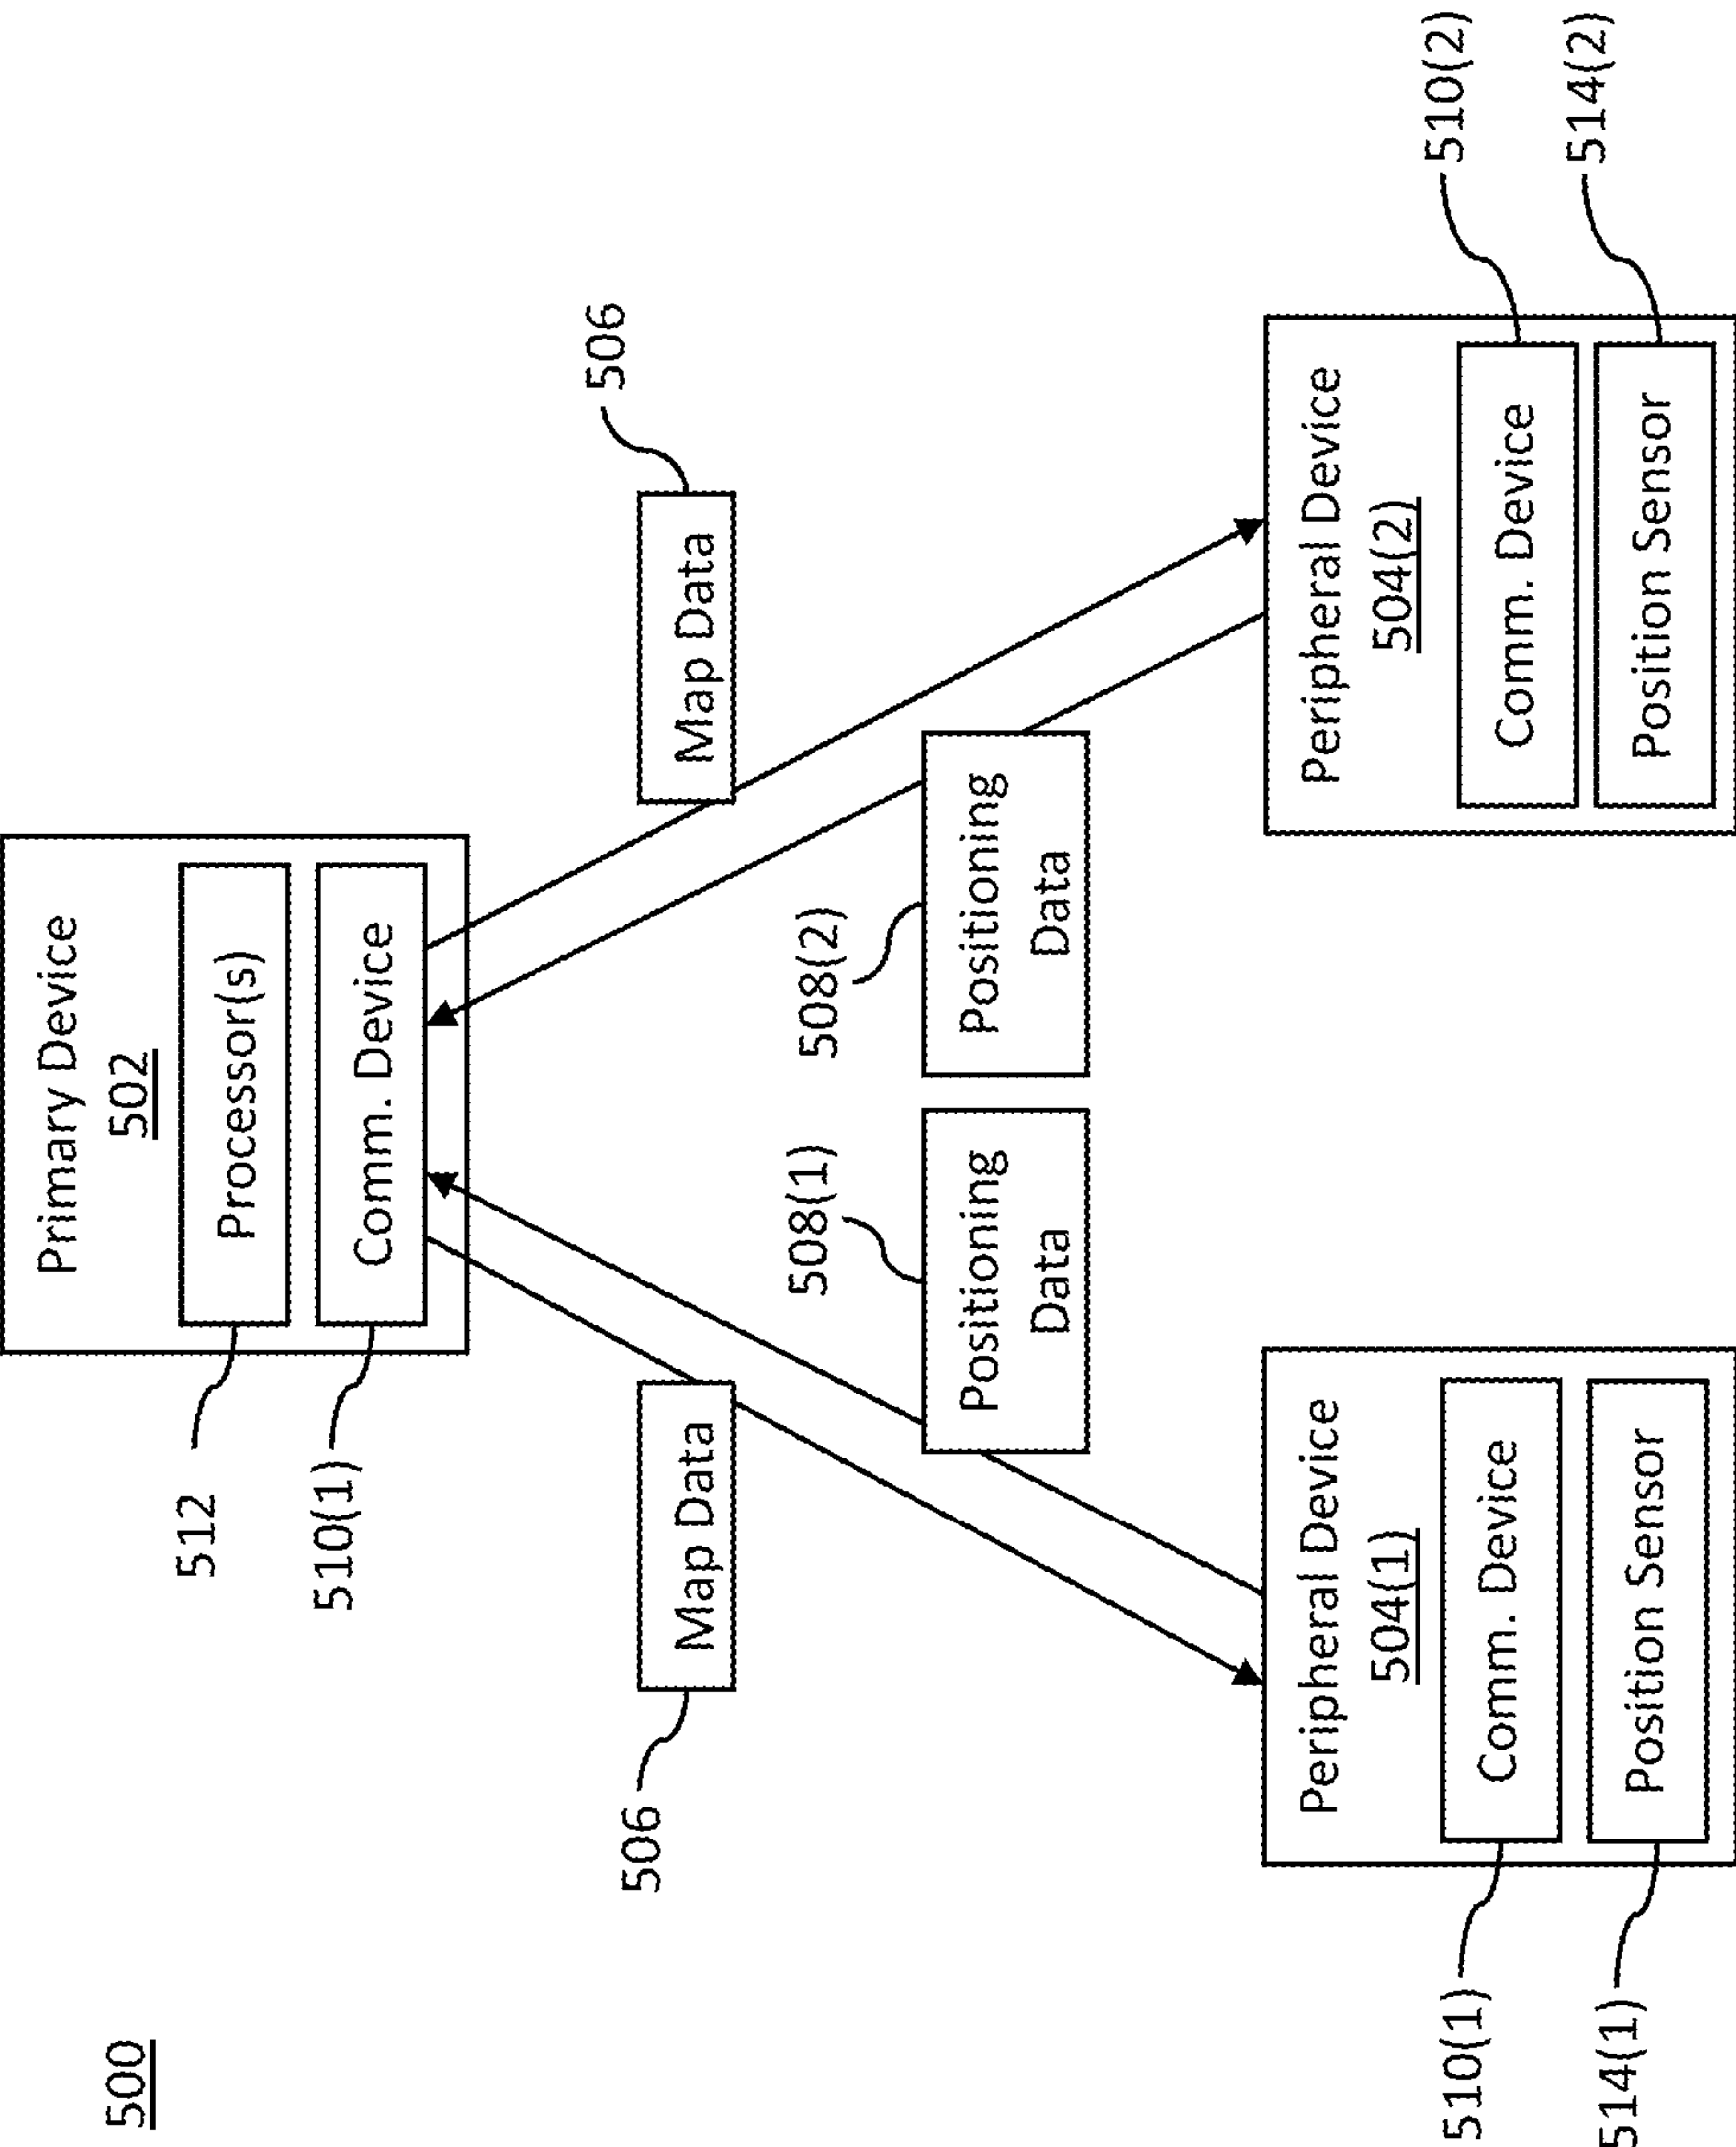 500
Primary Device
502
Processor(s)
512
Comm. Device
510(1)
Map Data
506
Map Data
506
508(1)
Positioning
Data
508(2)
Positioning
Data
Peripheral Device
504(1)
Comm. Device
510(1)
Position Sensor
514(1)
Peripheral Device
504(2)
Comm. Device
510(2)
Position Sensor
514(2)